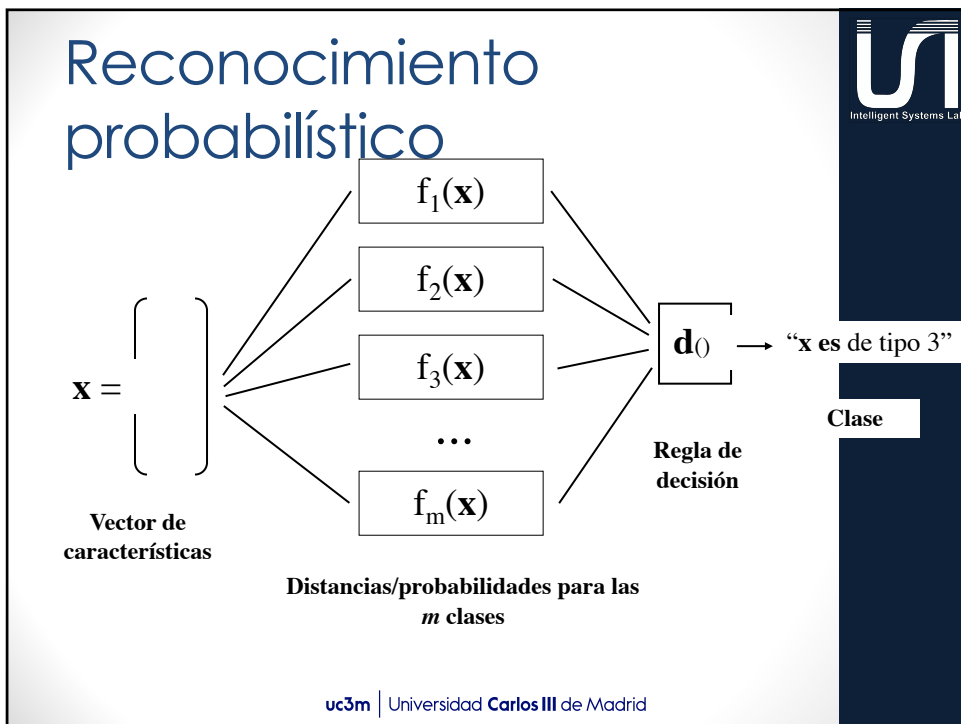 Reconocimiento
probabilístico
Intelligent Systems Lab
f1(x)
f2(x)
f3(x)
...
fm(x)
x =
d()
“x es de tipo 3”
Clase
Regla de
decisión
Vector de
características
Distancias/probabilidades para las
m clases
uc3m | Universidad Carlos III de Madrid